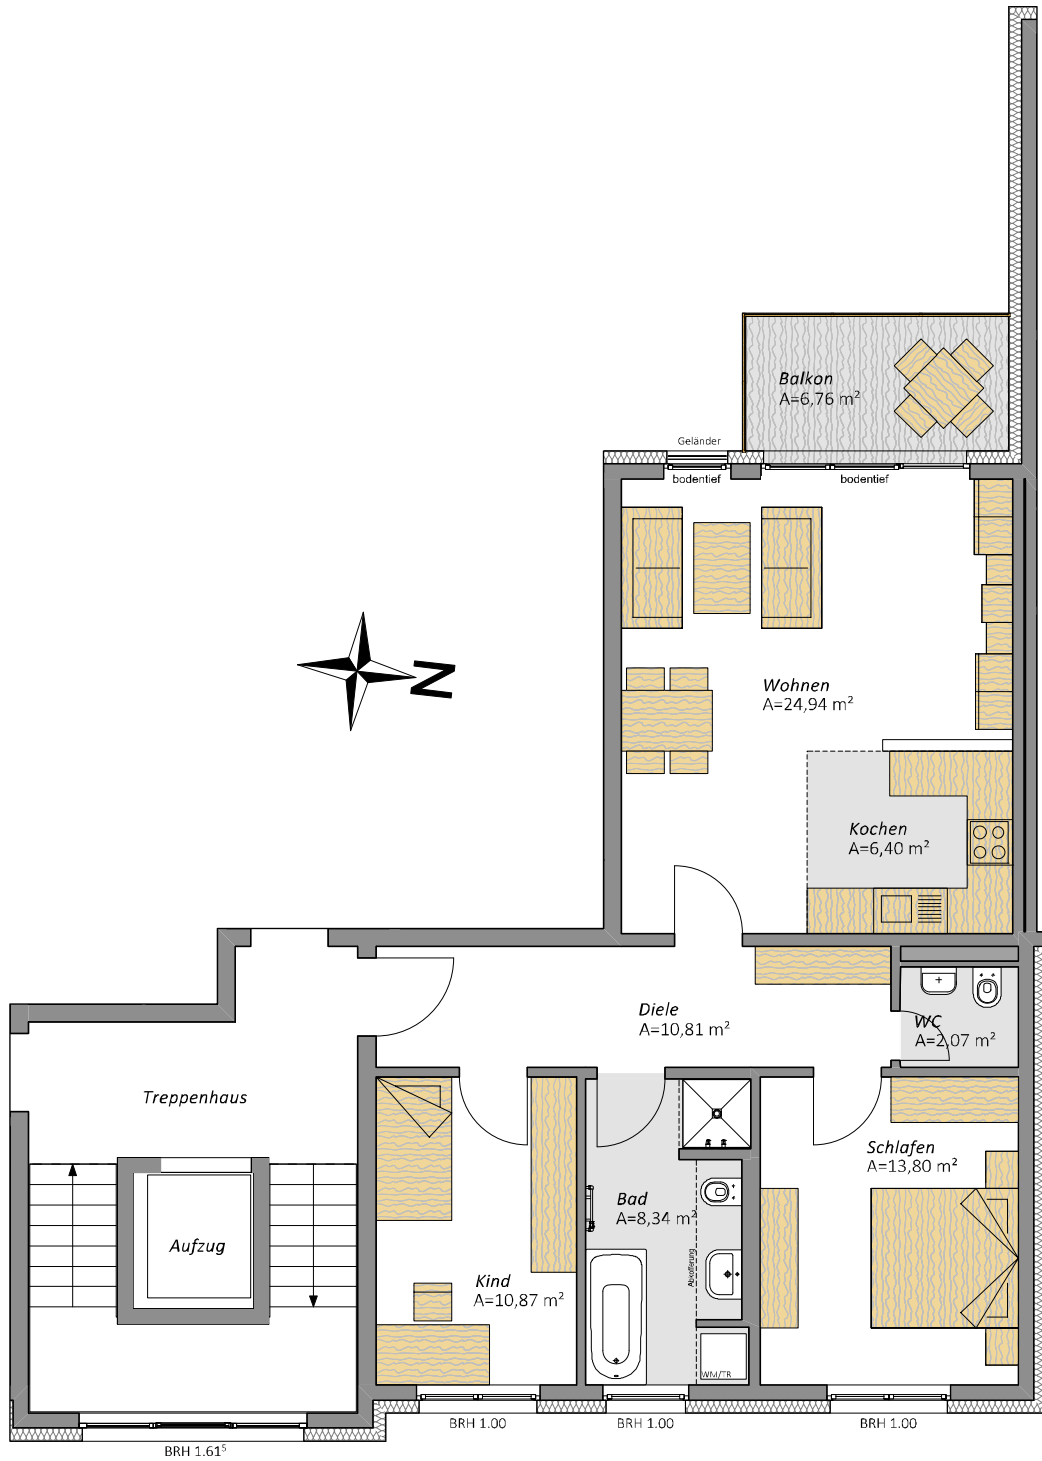 Balkon
A=6,76 m²
Geländer
bodentief
bodentief
N
Wohnen
A=24,94 m²
Kochen
A=6,40 m²
Diele
A=10,81 m²
WC
A=2,07 m²
Treppenhaus
Schlafen
A=13,80 m²
Bad
A=8,34 m²
Aufzug
Abkofferung
Kind
A=10,87 m²
WM/TR
BRH 1.00
BRH 1.00
BRH 1.00
BRH 1.61⁵